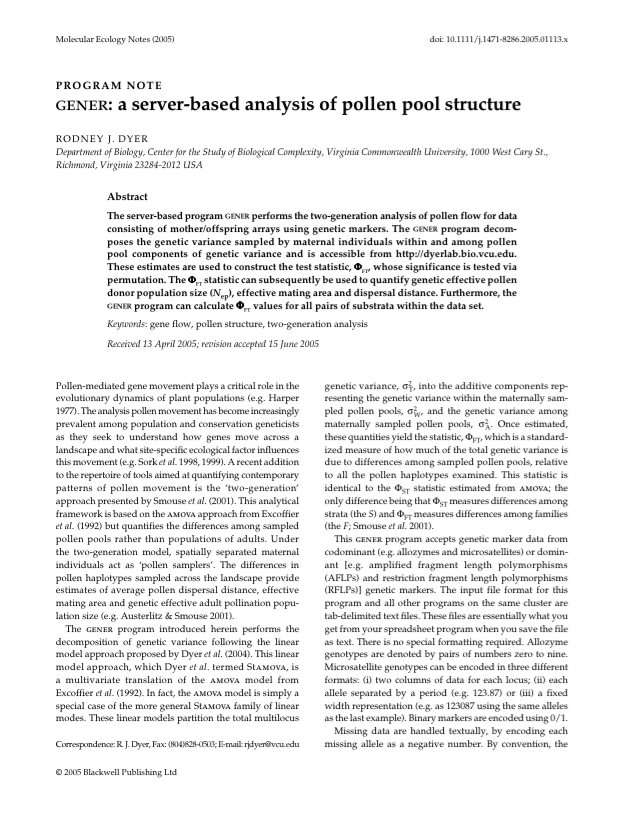 Molecular Ecology Notes (2005)
doi: 10.1111/j.1471-8286.2005.01113.x
PROGRAM NOTE
GENER: a server-based analysis of pollen pool structure
RODNEY J. DYER
Department of Biology, Center for the Study of Biological Complexity, Virginia Commonwealth University, 1000 West Cary St.,
Richmond, Virginia 23284-2012 USA
Abstract
The server-based program GENER performs the two-generation analysis of pollen flow for data
consisting of mother/offspring arrays using genetic markers. The GENER program decom-
poses the genetic variance sampled by maternal individuals within and among pollen
pool components of genetic variance and is accessible from http://dyerlab.bio.vcu.edu.
These estimates are used to construct the test statistic, ΦFT, whose significance is tested via
permutation. The ΦFT statistic can subsequently be used to quantify genetic effective pollen
donor population size (Nep), effective mating area and dispersal distance. Furthermore, the
GENER program can calculate ΦFT values for all pairs of substrata within the data set.
Keywords: gene flow, pollen structure, two-generation analysis
Received 13 April 2005; revision accepted 15 June 2005
Pollen-mediated gene movement plays a critical role in the
evolutionary dynamics of plant populations (e.g. Harper
1977). The analysis pollen movement has become increasingly
prevalent among population and conservation geneticists
as they seek to understand how genes move across a
landscape and what site-specific ecological factor influences
this movement (e.g. Sork et al. 1998, 1999). A recent addition
to the repertoire of tools aimed at quantifying contemporary
patterns of pollen movement is the 'two-generation'
approach presented by Smouse et al. (2001). This analytical
framework is based on the AMOVA approach from Excoffier
et al. (1992) but quantifies the differences among sampled
pollen pools rather than populations of adults. Under
the two-generation model, spatially separated maternal
individuals act as 'pollen samplers'. The differences in
pollen haplotypes sampled across the landscape provide
estimates of average pollen dispersal distance, effective
mating area and genetic effective adult pollination popu-
lation size (e.g. Austerlitz & Smouse 2001).
The GENER program introduced herein performs the
decomposition of genetic variance following the linear
model approach proposed by Dyer et al. (2004). This linear
model approach, which Dyer et al. termed STAMOVA, is
a multivariate translation of the AMOVA model from
Excoffier et al. (1992). In fact, the AMOVA model is simply a
special case of the more general STAMOVA family of linear
modes. These linear models partition the total multilocus
Correspondence: R. J. Dyer, Fax: (804)828-0503; E-mail: rjdyer@vcu.edu
genetic variance, σ²T, into the additive components rep-
resenting the genetic variance within the maternally sam-
pled pollen pools, σ²W, and the genetic variance among
maternally sampled pollen pools, σ²A. Once estimated,
these quantities yield the statistic, ΦFT, which is a standard-
ized measure of how much of the total genetic variance is
due to differences among sampled pollen pools, relative
to all the pollen haplotypes examined. This statistic is
identical to the ΦST statistic estimated from AMOVA; the
only difference being that ΦST measures differences among
strata (the S) and ΦFT measures differences among families
(the F; Smouse et al. 2001).
This GENER program accepts genetic marker data from
codominant (e.g. allozymes and microsatellites) or domin-
ant [e.g. amplified fragment length polymorphisms
(AFLPs) and restriction fragment length polymorphisms
(RFLPs)] genetic markers. The input file format for this
program and all other programs on the same cluster are
tab-delimited text files. These files are essentially what you
get from your spreadsheet program when you save the file
as text. There is no special formatting required. Allozyme
genotypes are denoted by pairs of numbers zero to nine.
Microsatellite genotypes can be encoded in three different
formats: (i) two columns of data for each locus; (ii) each
allele separated by a period (e.g. 123.87) or (iii) a fixed
width representation (e.g. as 123087 using the same alleles
as the last example). Binary markers are encoded using 0/1.
Missing data are handled textually, by encoding each
missing allele as a negative number. By convention, the
© 2005 Blackwell Publishing Ltd